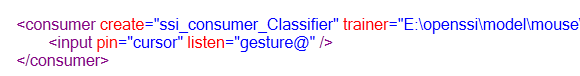 <consumer create="ssi_consumer_Classifier" trainer="E:\openssi\model\mouse\
<input pin="cursor" listen="gesture@" />
</consumer>